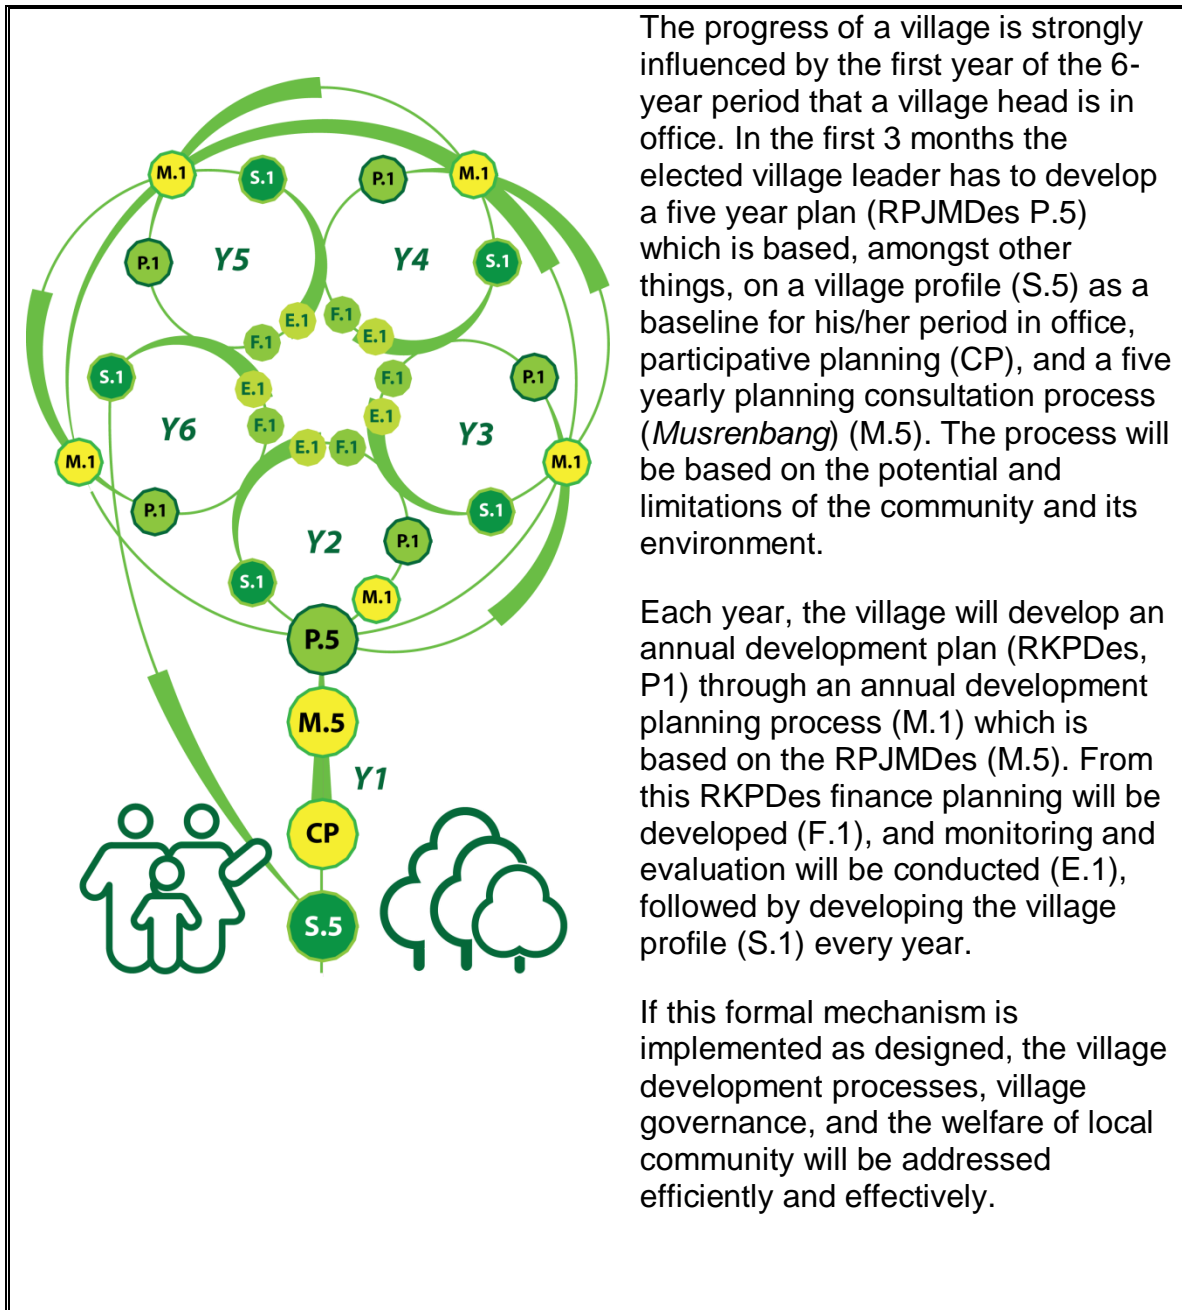 The progress of a village is strongly
influenced by the first year of the 6-
year period that a village head is in
office. In the first 3 months the
elected village leader has to develop
a five year plan (RPJMDes P.5)
which is based, amongst other
things, on a village profile (S.5) as a
baseline for his/her period in office,
participative planning (CP), and a five
yearly planning consultation process
(Musrenbang) (M.5). The process will
be based on the potential and
limitations of the community and its
environment.
Each year, the village will develop an
annual development plan (RKPDes,
P1) through an annual development
planning process (M.1) which is
based on the RPJMDes (M.5). From
this RKPDes finance planning will be
developed (F.1), and monitoring and
evaluation will be conducted (E.1),
followed by developing the village
profile (S.1) every year.
If this formal mechanism is
implemented as designed, the village
development processes, village
governance, and the welfare of local
community will be addressed
efficiently and effectively.
M.1
S.1
P.1
M.1
P.1
Y5
Y4
S.1
E.1
F.1
F.1
E.1
S.1
E.1
F.1
P.1
Y6
F.1
E.1
Y3
M.1
E.1
F.1
M.1
P.1
S.1
Y2
P.1
S.1
M.1
P.5
M.5
Y1
CP
S.5